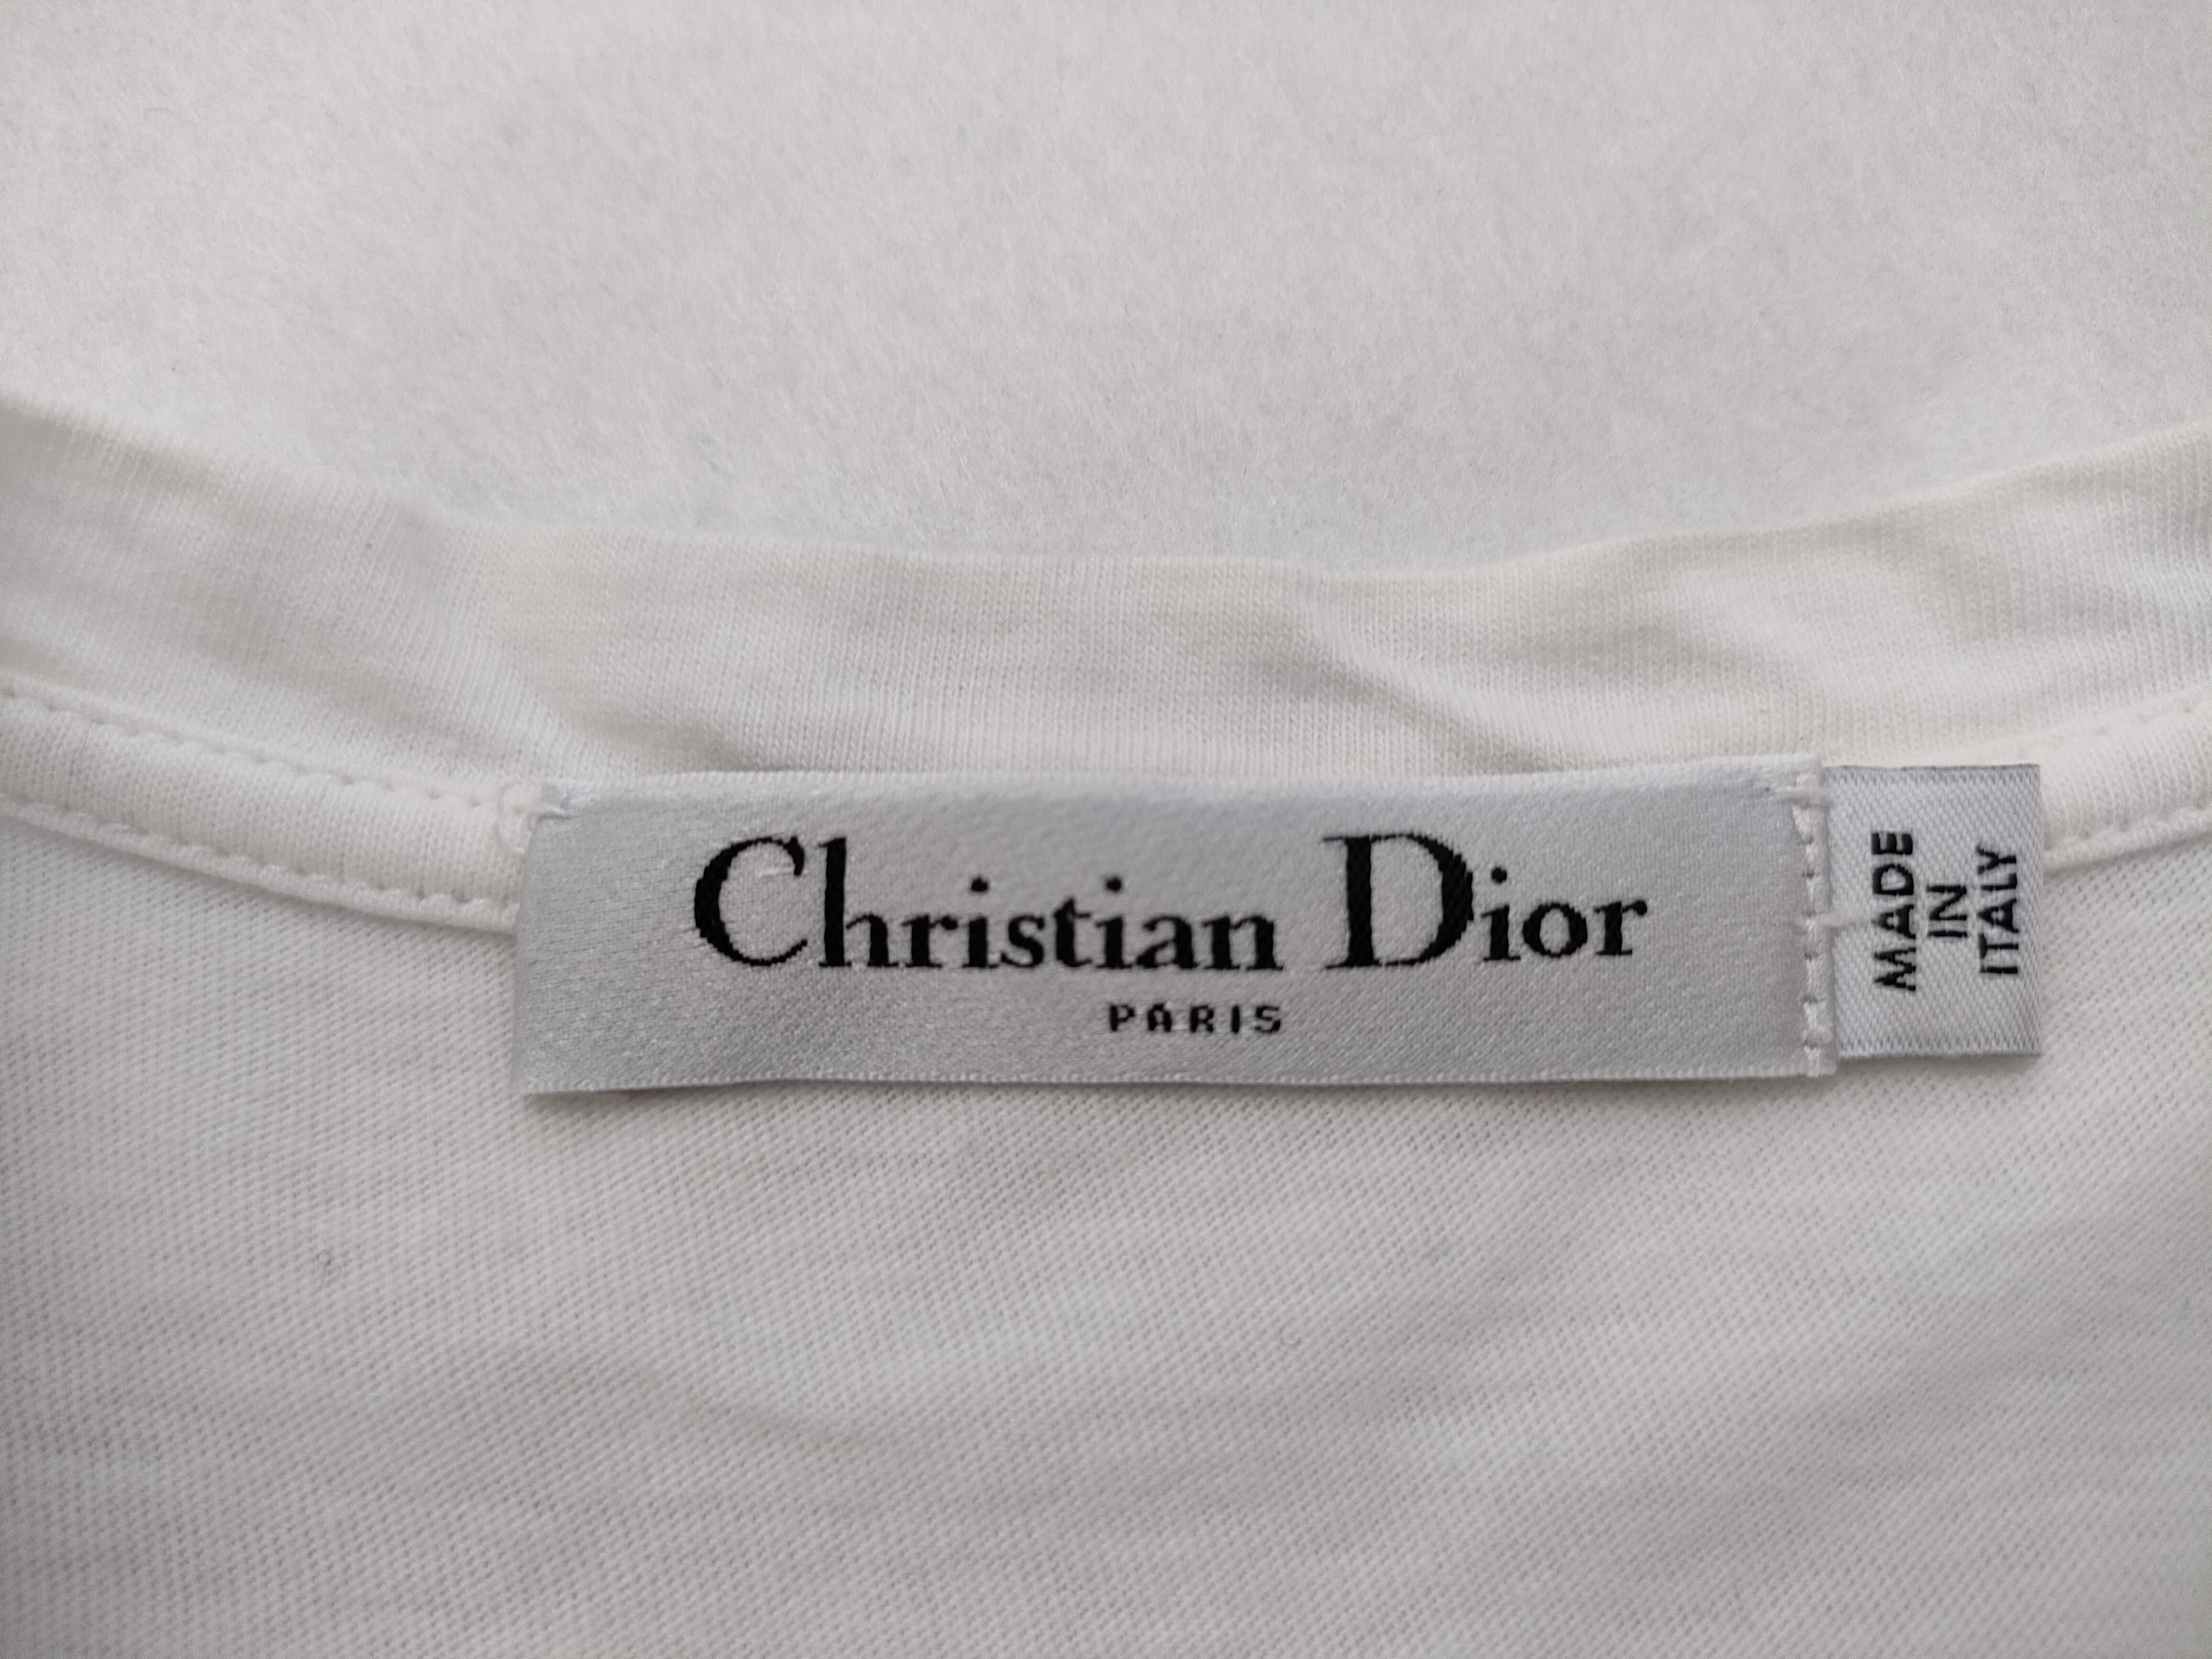 Christian Dior
PARIS
MADE
IN
ITALY